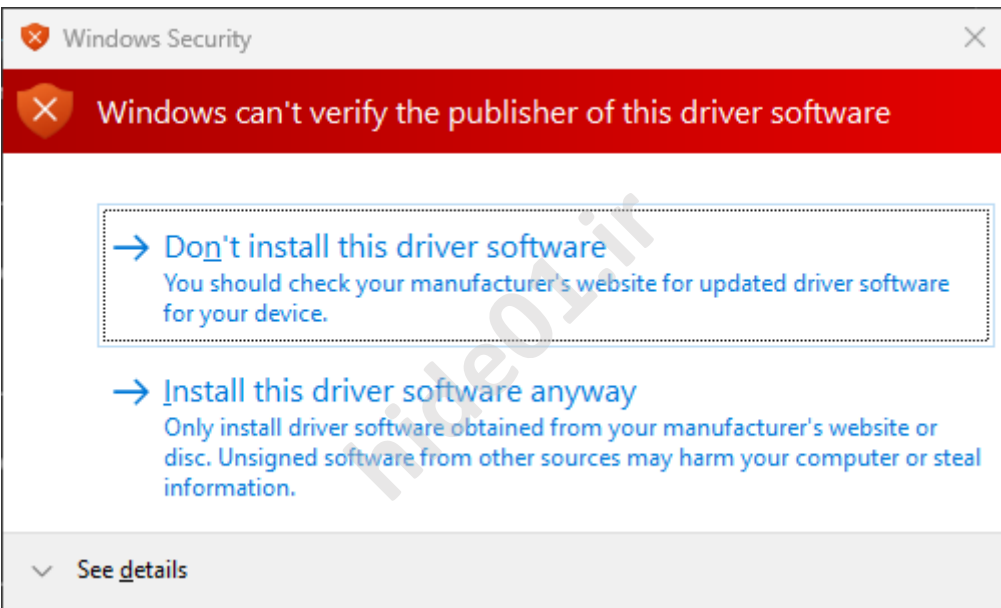 Windows Security
Windows can't verify the publisher of this driver software
Don't install this driver software
You should check your manufacturer's website for updated driver software
for your device.
Install this driver software anyway
Only install driver software obtained from your manufacturer's website or
disc. Unsigned software from other sources may harm your computer or steal
information.
See details
hide01.ir